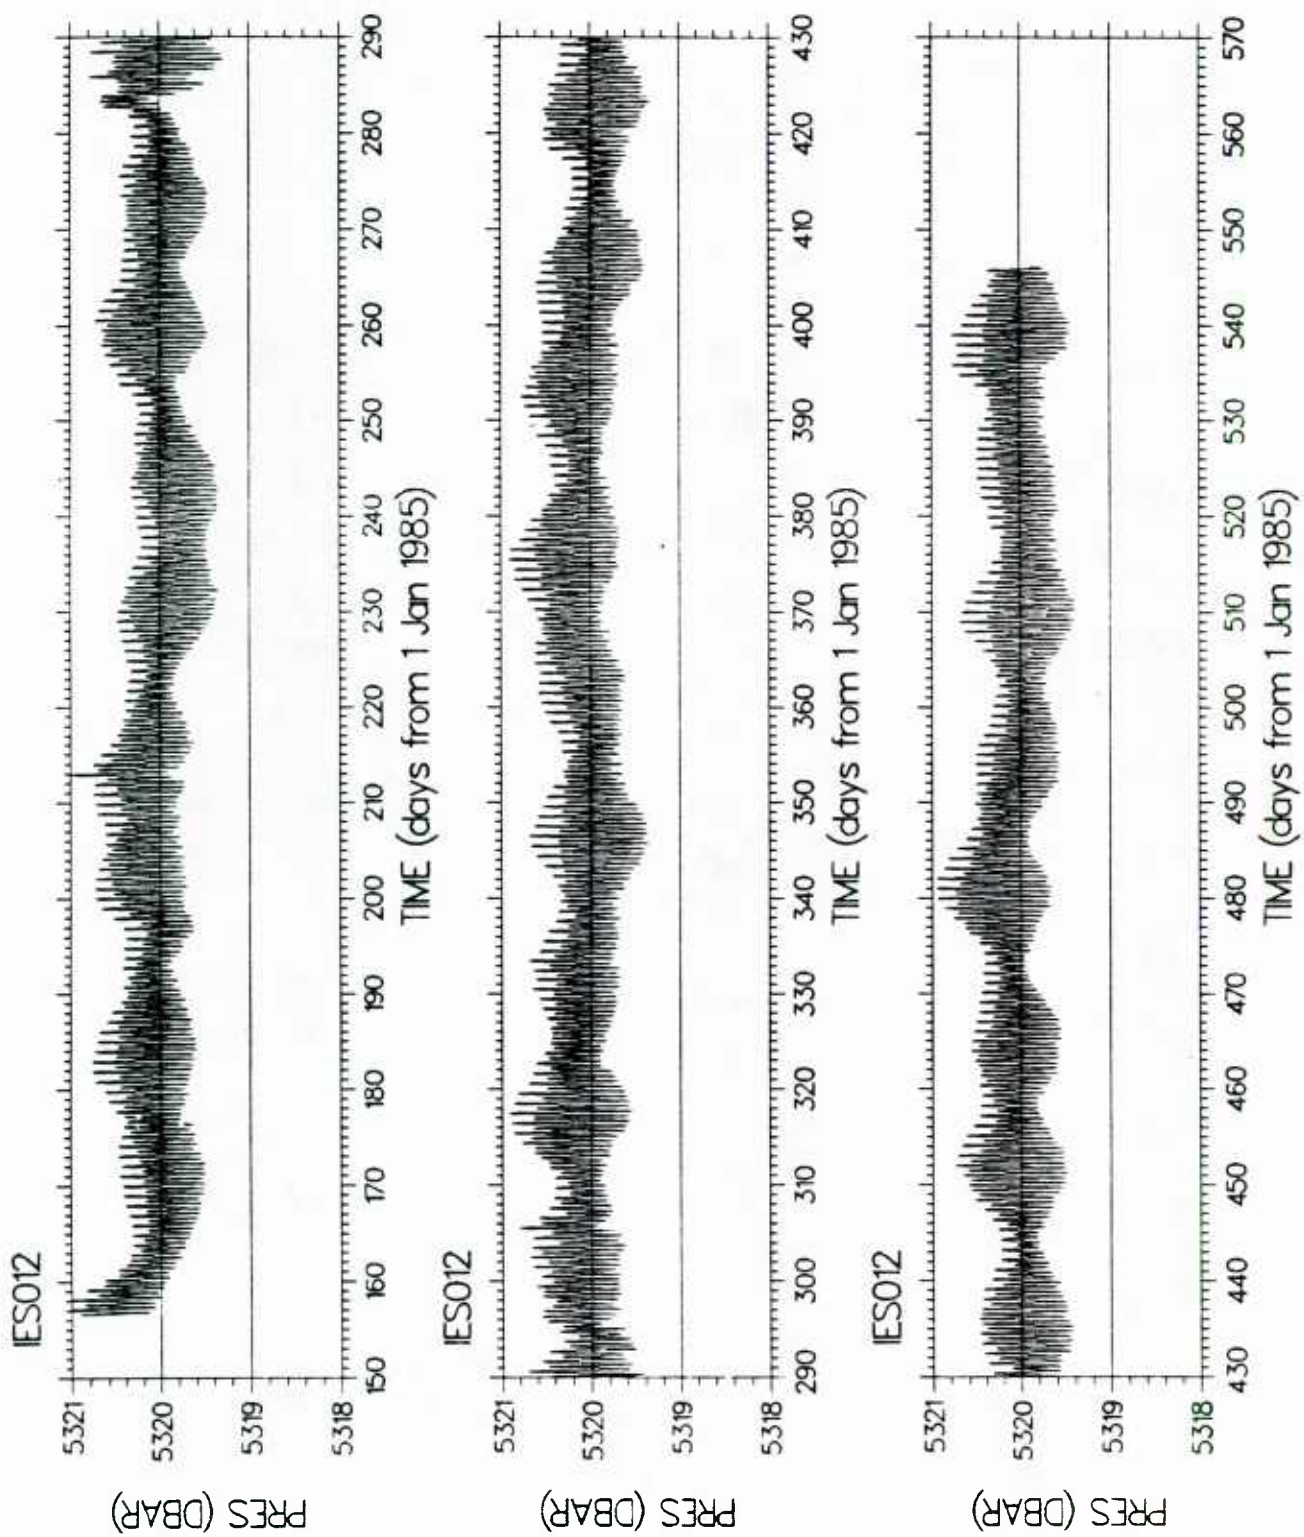 IES012
PRES (DBAR)
5321
5320
5319
5318
150 160 170 180 190 200 210 220 230 240 250 260 270 280 290
TIME (days from 1 Jan 1985)
IES012
PRES (DBAR)
5321
5320
5319
5318
290 300 310 320 330 340 350 360 370 380 390 400 410 420 430
TIME (days from 1 Jan 1985)
IES012
PRES (DBAR)
5321
5320
5319
5318
430 440 450 460 470 480 490 500 510 520 530 540 550 560 570
TIME (days from 1 Jan 1985)